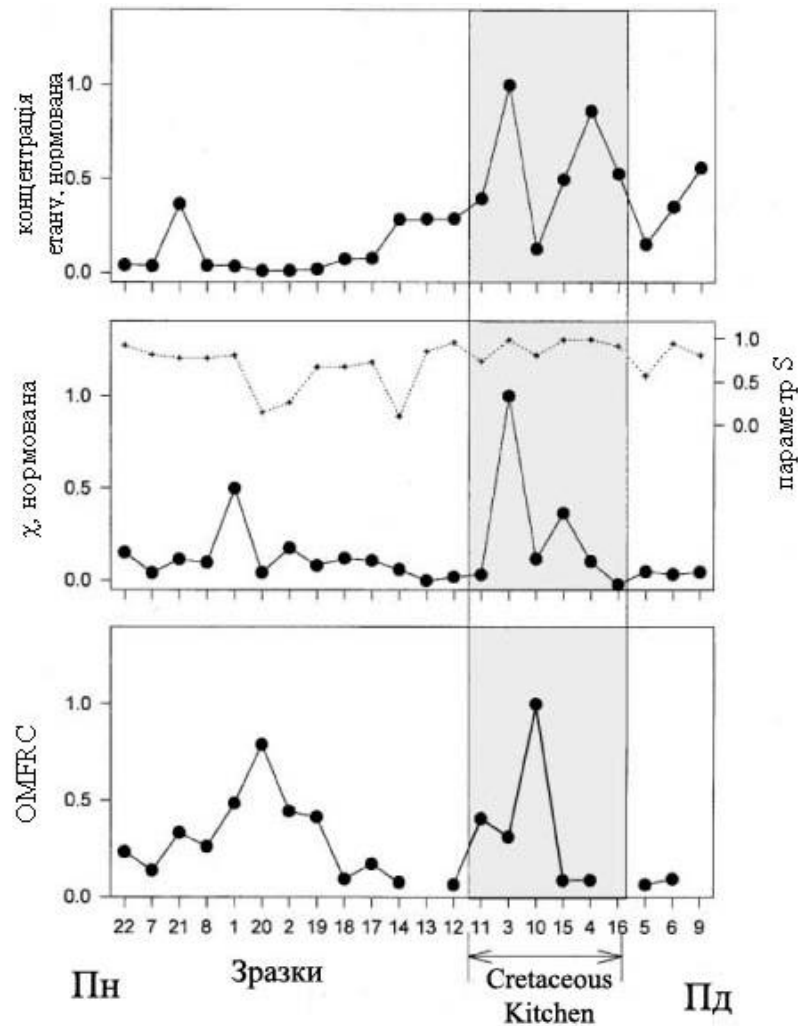 концентрація
етану, нормована
1.0
0.5
0.0
χ, нормована
1.0
0.5
0.0
1.0
0.5
0.0
параметр S
OMFRC
1.0
0.5
0.0
22 7 21 8 1 20 2 19 18 17 14 13 12 11 3 10 15 4 16 5 6 9
Пн
Зразки
Cretaceous
Kitchen
Пд